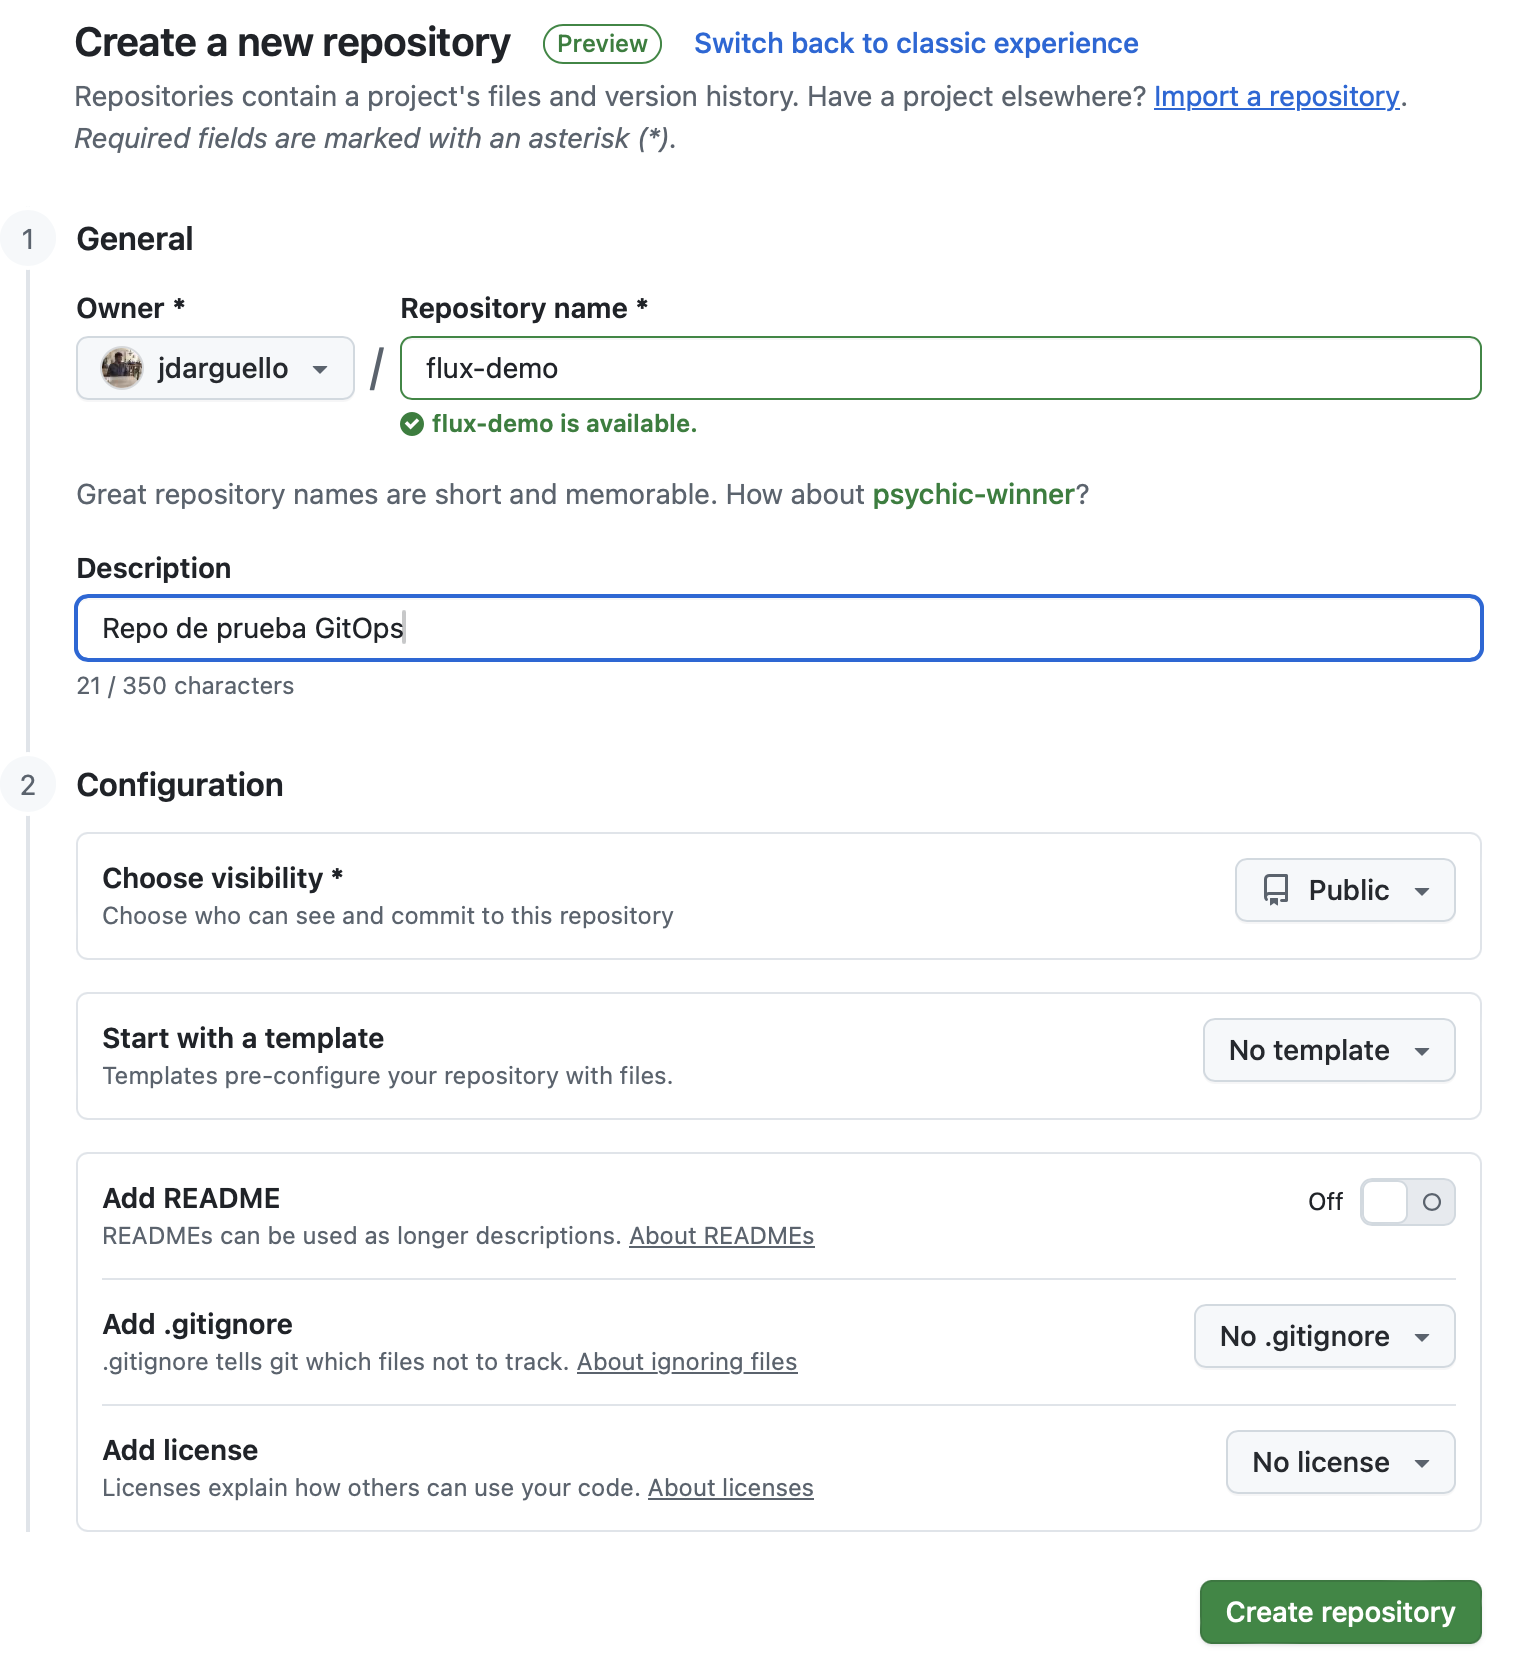 Create a new repository Preview Switch back to classic experience
Repositories contain a project's files and version history. Have a project elsewhere? Import a repository.
Required fields are marked with an asterisk (*).
1 General
Owner * Repository name *
jdarguello / flux-demo
flux-demo is available.
Great repository names are short and memorable. How about psychic-winner?
Description
Repo de prueba GitOps
21 / 350 characters
2 Configuration
Choose visibility * Public
Choose who can see and commit to this repository
Start with a template No template
Templates pre-configure your repository with files.
Add README Off
READMEs can be used as longer descriptions. About READMEs
Add .gitignore No .gitignore
.gitignore tells git which files not to track. About ignoring files
Add license No license
Licenses explain how others can use your code. About licenses
Create repository